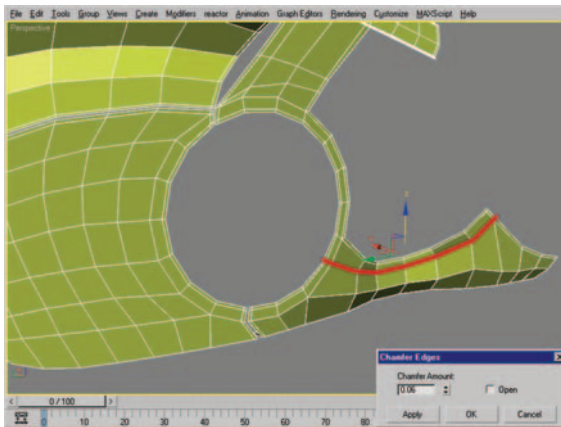 File Edit Tools Group Views Create Modifiers reactor Animation Graph Editors Rendering Customize MAXScript Help
Perspective
Chamfer Edges
Chamfer Amount:
0.06 Open
Apply OK Cancel
0 / 100
0 10 20 30 40 50 60 70 80